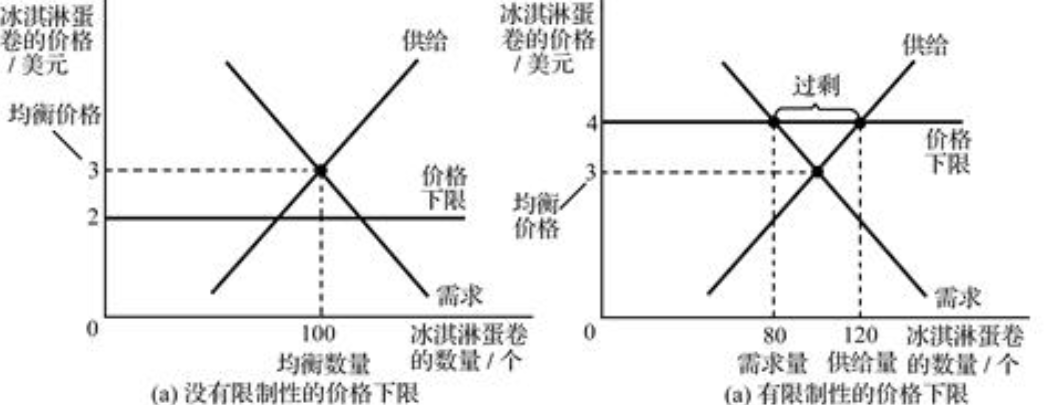 冰淇淋蛋
卷的价格
/ 美元
供给
均衡价格
3
价格
下限
2
需求
0
100
冰淇淋蛋卷
的数量 / 个
均衡数量
(a) 没有限制性的价格下限
冰淇淋蛋
卷的价格
/ 美元
供给
过剩
4
价格
下限
3
均衡
价格
需求
0
80
120
冰淇淋蛋卷
的数量 / 个
需求量
供给量
(a) 有限制性的价格下限